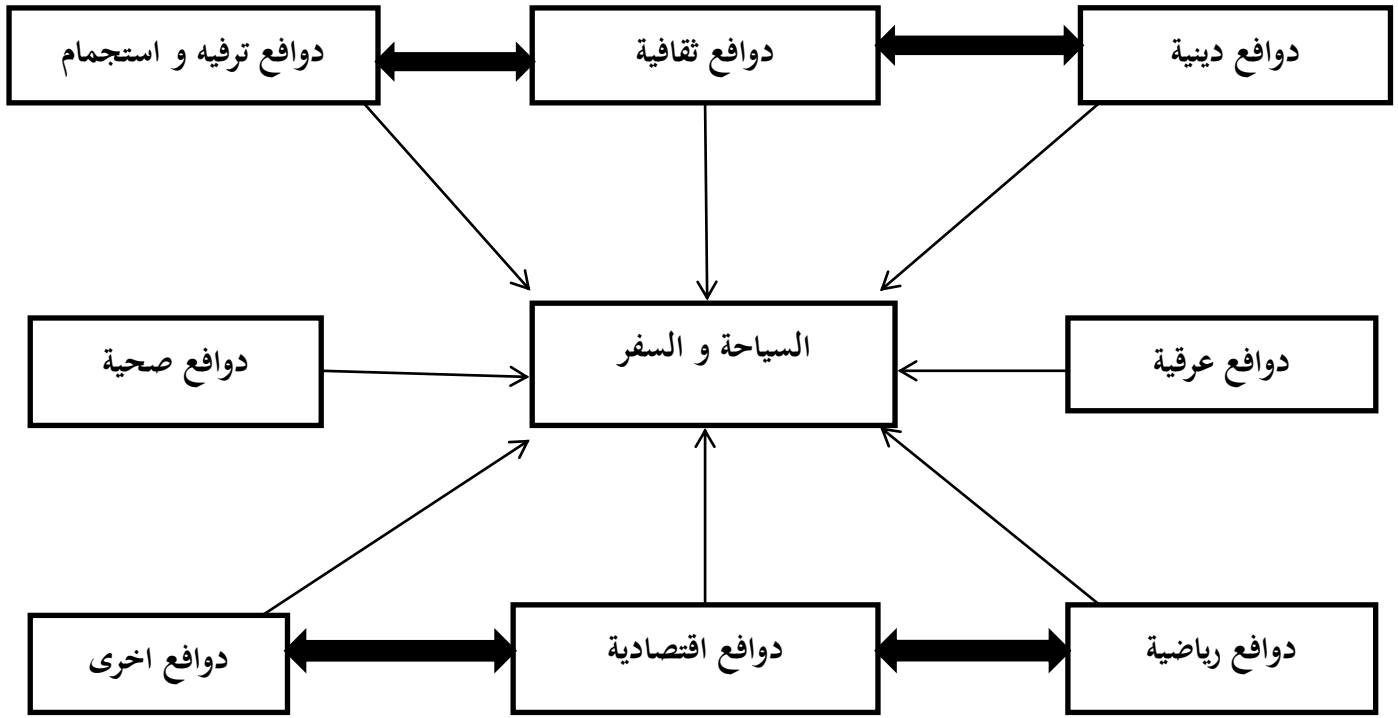 دوافع دينية
دوافع ثقافية
دوافع ترفيه و استجمام
دوافع عرقية
السياحة و السفر
دوافع صحية
دوافع رياضية
دوافع اقتصادية
دوافع اخرى